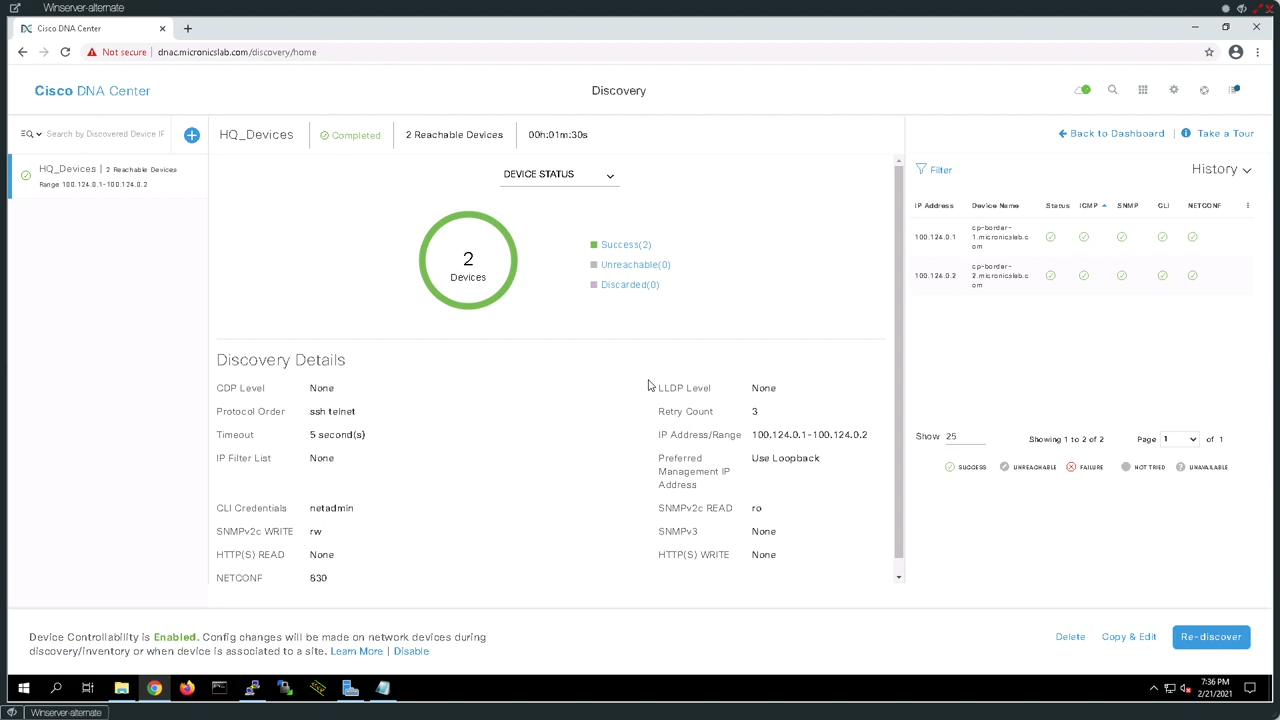 Winserver-alternate
Cisco DNA Center
Not secure
dnac.micronicslab.com/discovery/home
Cisco DNA Center
Discovery
Search by Discovered Device IP
HQ_Devices
Completed
2 Reachable Devices
00h:01m:30s
Back to Dashboard
Take a Tour
HQ_Devices | 2 Reachable Devices
Range 100.124.0.1-100.124.0.2
DEVICE STATUS
2
Devices
Success(2)
Unreachable(0)
Discarded(0)
Filter
History
IP Address Device Name Status ICMP SNMP CLI NETCONF
100.124.0.1
cp-border-
1.micronicslab.c
om
100.124.0.2
cp-border-
2.micronicslab.c
om
Show 25
Showing 1 to 2 of 2
Page 1 of 1
SUCCESS UNREACHABLE FAILURE NOT TRIED UNAVAILABLE
Discovery Details
CDP Level None
LLDP Level None
Protocol Order ssh telnet
Retry Count 3
Timeout 5 second(s)
IP Address/Range 100.124.0.1-100.124.0.2
IP Filter List None
Preferred Use Loopback
Management IP
Address
CLI Credentials netadmin
SNMPv2c READ ro
SNMPv2c WRITE rw
SNMPv3 None
HTTP(S) READ None
HTTP(S) WRITE None
NETCONF 830
Device Controllability is Enabled. Config changes will be made on network devices during
discovery/inventory or when device is associated to a site. Learn More | Disable
Delete
Copy & Edit
Re-discover
7:36 PM
2/21/2021
Winserver-alternate